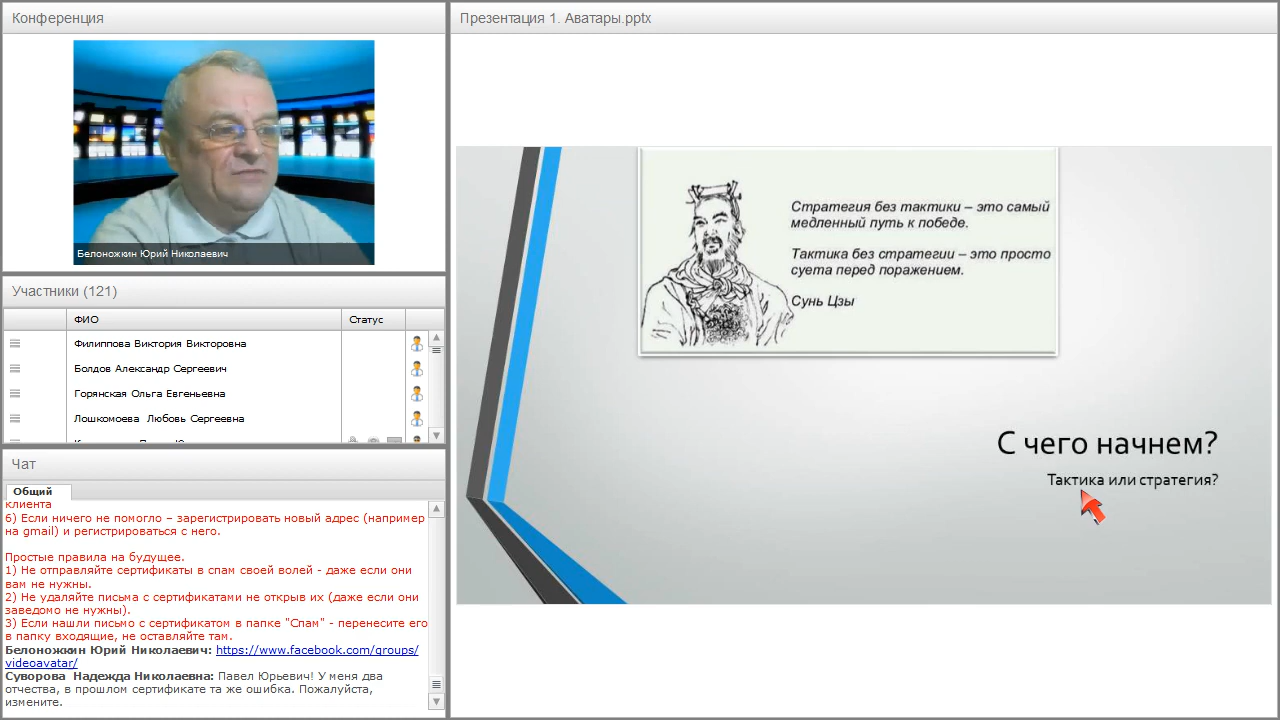 Конференция
Белоножкин Юрий Николаевич
Участники (121)
ФИО
Статус
Филиппова Виктория Викторовна
Болдов Александр Сергеевич
Горянская Ольга Евгеньевна
Лошкомоева Любовь Сергеевна
Чат
Общий
клиента
6) Если ничего не помогло – зарегистрировать новый адрес (например
на gmail) и регистрироваться с него.
Простые правила на будущее.
1) Не отправляйте сертификаты в спам своей волей - даже если они
вам не нужны.
2) Не удаляйте письма с сертификатами не открыв их (даже если они
заведомо не нужны).
3) Если нашли письмо с сертификатом в папке "Спам" - перенесите его
в папку входящие, не оставляйте там.
Белоножкин Юрий Николаевич: https://www.facebook.com/groups/
videoavatar/
Суворова Надежда Николаевна: Павел Юрьевич! У меня два
отчества, в прошлом сертификате та же ошибка. Пожалуйта,
измените.
Презентация 1. Аватары.pptx
Стратегия без тактики – это самый
медленный путь к победе.
Тактика без стратегии – это просто
суета перед поражением.
Сунь Цзы
С чего начнем?
Тактика или стратегия?